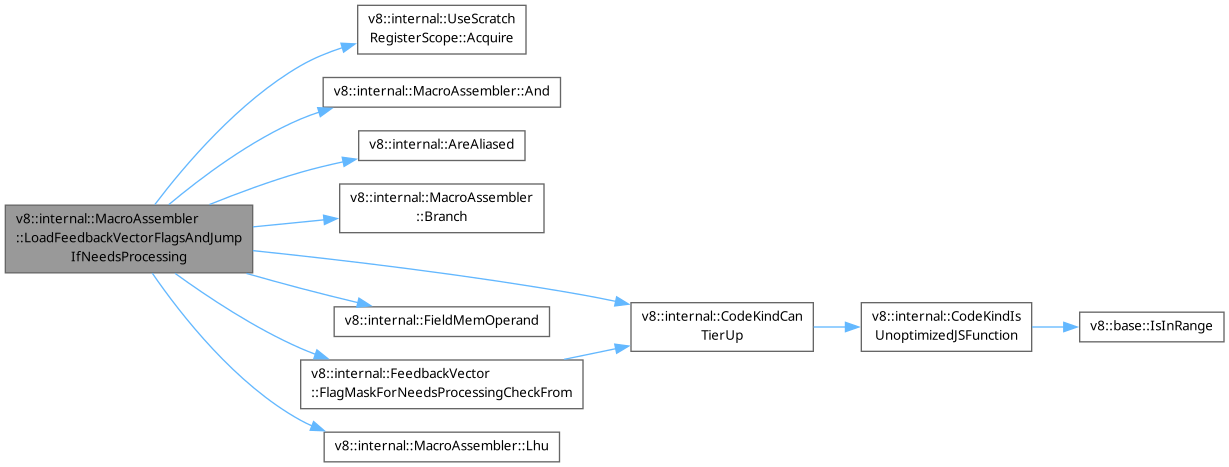 v8::internal::UseScratch
RegisterScope::Acquire
v8::internal::MacroAssembler::And
v8::internal::AreAliased
v8::internal::MacroAssembler
::Branch
v8::internal::MacroAssembler
::LoadFeedbackVectorFlagsAndJump
IfNeedsProcessing
v8::internal::FieldMemOperand
v8::internal::CodeKindCan
TierUp
v8::internal::CodeKindIs
UnoptimizedJSFunction
v8::base::IsInRange
v8::internal::FeedbackVector
::FlagMaskForNeedsProcessingCheckFrom
v8::internal::MacroAssembler::Lhu